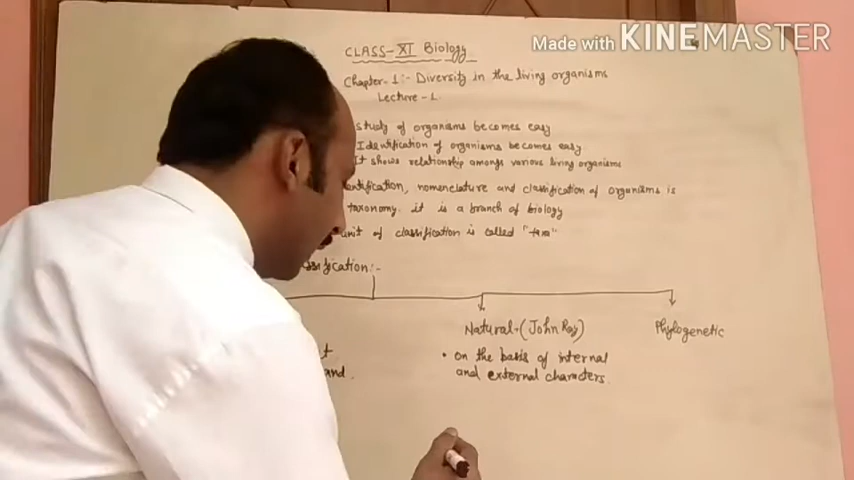 Made with KINEMASTER
CLASS-XI Biology
Chapter-1:- Diversity in the living organisms
Lecture-1
study of organisms becomes easy
Identification of organisms becomes easy
It shows relationship amongs various living organisms
nomenclature and classification of organisms is
taxonomy. it is a branch of biology
unit of classification is called "taxa"
Natural-(John Ray)
Phylogenetic
• on the basis of internal
and external characters.
and.